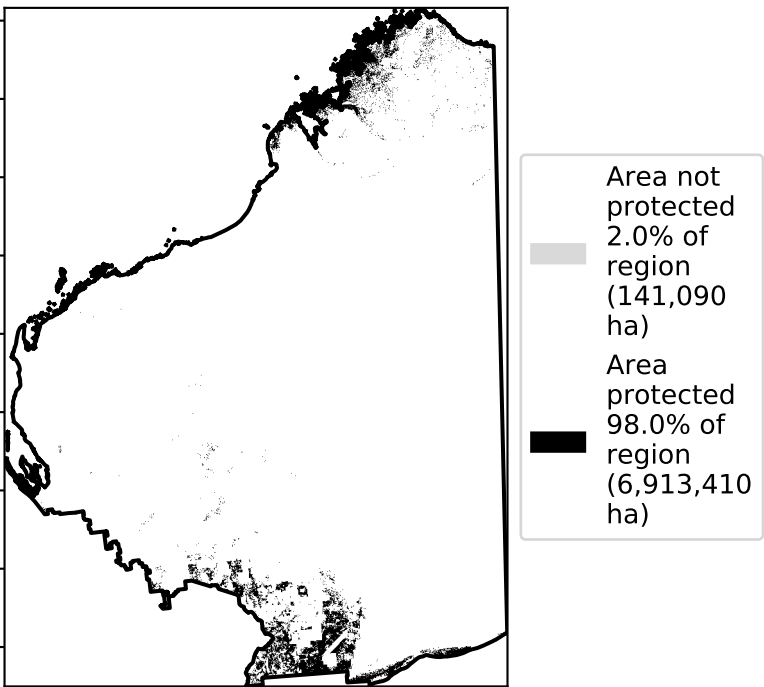 Area not
protected
2.0% of
region
(141,090
ha)
Area
protected
98.0% of
region
(6,913,410
ha)